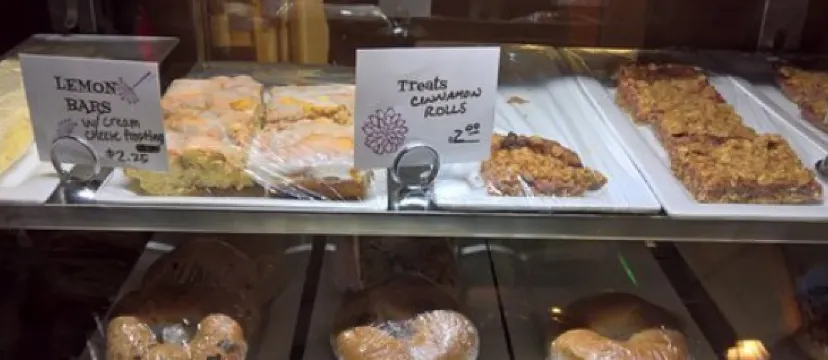 LEMON
BARS
w/cream
cheese frosting
$2.25
Treats
CINNAMON
ROLLS
2.00